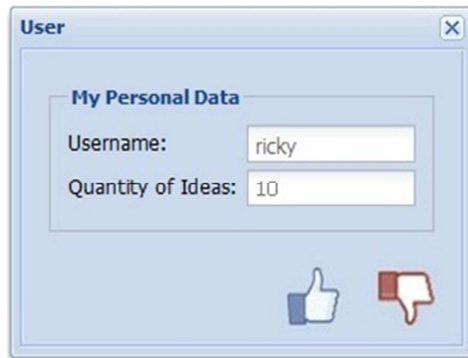 User
My Personal Data
Username: ricky
Quantity of Ideas: 10